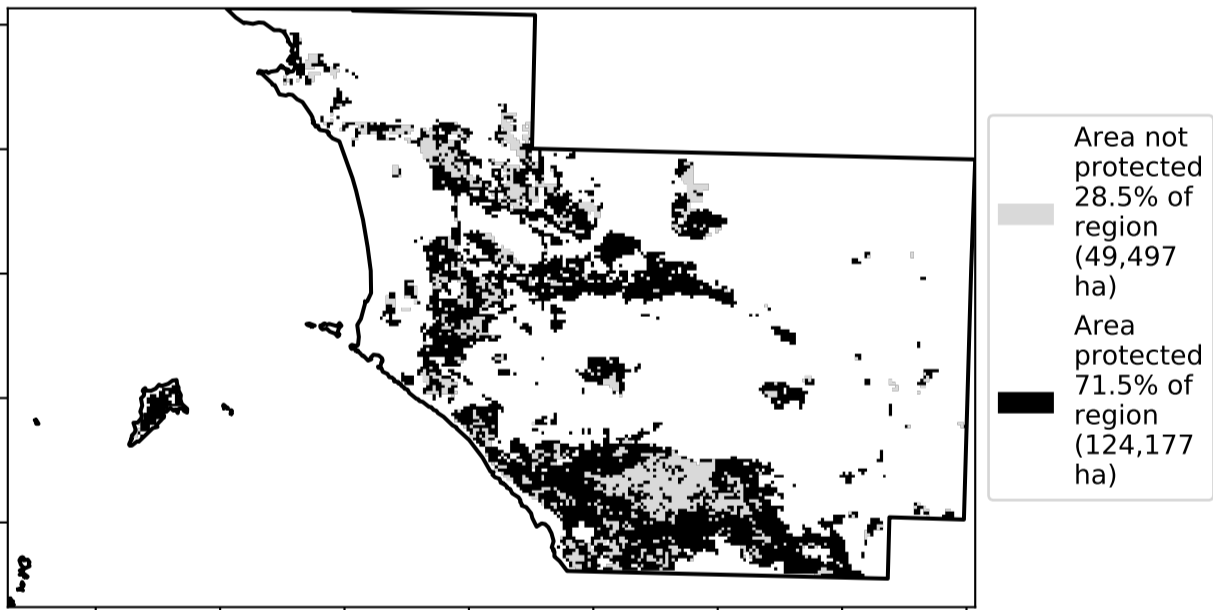 Area not
protected
28.5% of
region
(49,497
ha)
Area
protected
71.5% of
region
(124,177
ha)